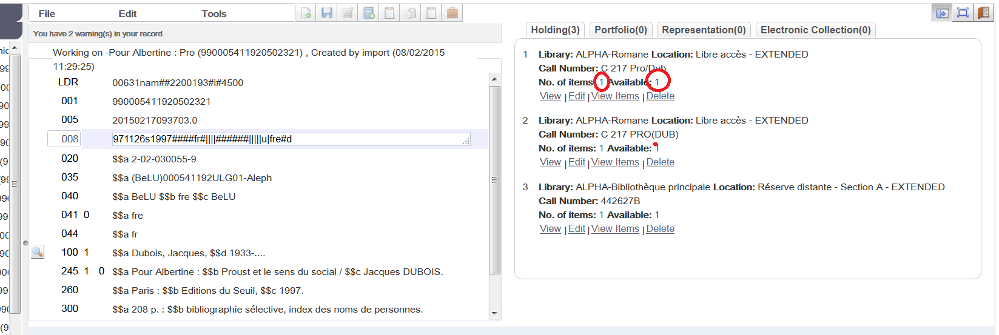 File Edit Tools
You have 2 warning(s) in your record
Working on -Pour Albertine : Pro (990005411920502321) , Created by import (08/02/2015
11:29:25)
LDR 00631nam##2200193#i#4500
001 990005411920502321
005 20150217093703.0
008 971126s1997####fr#||||######|||||u|fre#d
020 $$a 2-02-030055-9
035 $$a (BeLU)000541192ULG01-Aleph
040 $$a BeLU $$b fre $$c BeLU
041 0 $$a fre
044 $$a fr
100 1 $$a Dubois, Jacques, $$d 1933-....
245 1 0 $$a Pour Albertine : $$b Proust et le sens du social / $$c Jacques DUBOIS.
260 $$a Paris : $$b Editions du Seuil, $$c 1997.
300 $$a 208 p. : $$b bibliographie sélective, index des noms de personnes.
Holding(3) Portfolio(0) Representation(0) Electronic Collection(0)
1 Library: ALPHA-Romane Location: Libre accès - EXTENDED
Call Number: C 217 Pro/Dub
No. of items: 1 Available: 1
View | Edit | View Items | Delete
2 Library: ALPHA-Romane Location: Libre accès - EXTENDED
Call Number: C 217 PRO(DUB)
No. of items: 1 Available: 1
View | Edit | View Items | Delete
3 Library: ALPHA-Bibliothèque principale Location: Réserve distante - Section A - EXTENDED
Call Number: 442627B
No. of items: 1 Available: 1
View | Edit | View Items | Delete